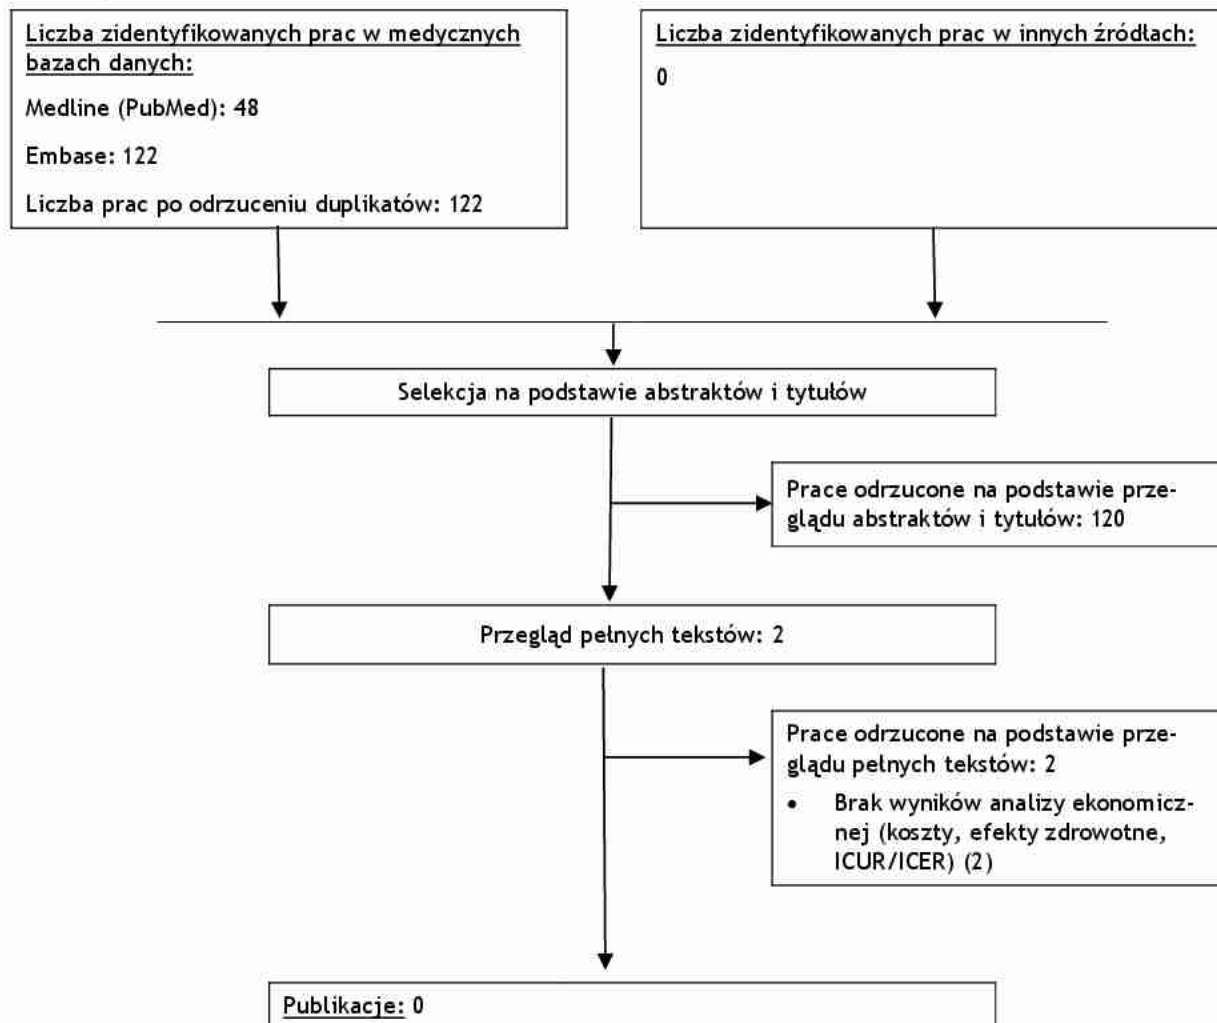 Liczba zidentyfikowanych prac w medycznych
bazach danych:
Medline (PubMed): 48
Embase: 122
Liczba prac po odrzuceniu duplikatów: 122
Liczba zidentyfikowanych prac w innych źródłach:
0
Selekcja na podstawie abstraktów i tytułów
Prace odrzucone na podstawie prze-
glądu abstraktów i tytułów: 120
Przegląd pełnych tekstów: 2
Prace odrzucone na podstawie prze-
glądu pełnych tekstów: 2
• Brak wyników analizy ekonomicz-
nej (koszty, efekty zdrowotne,
ICUR/ICER) (2)
Publikacje: 0